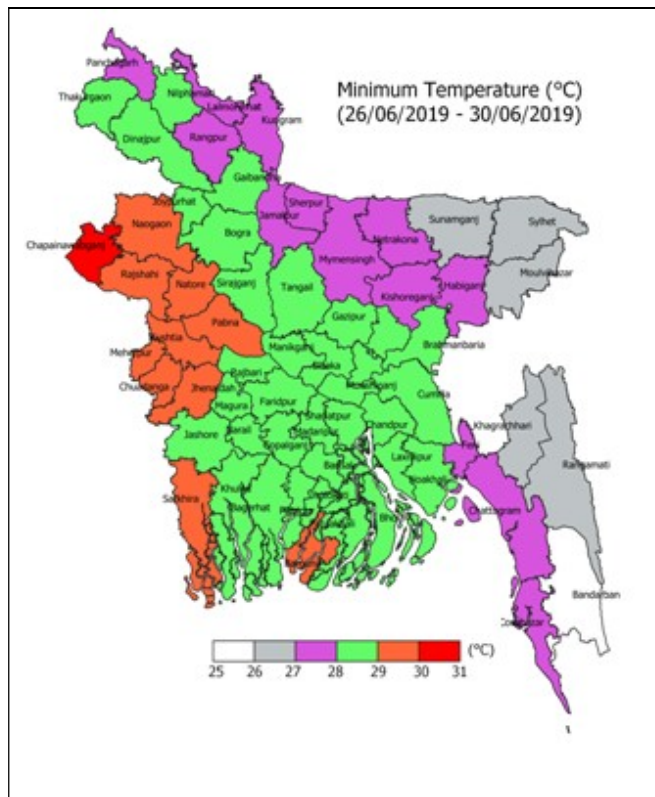 Minimum Temperature (°C)
(26/06/2019 - 30/06/2019)
Panchagarh
Thakurgaon
Nilphamari
Lalmonirhat
Kurigram
Dinajpur
Rangpur
Gaibandha
Joypurhat
Sherpur
Jamalpur
Naogaon
Bogra
Netrakona
Sunamganj
Sylhet
Chapainawabganj
Mymensingh
Moulvibazar
Rajshahi
Natore
Sirajganj
Tangail
Kishoreganj
Habiganj
Pabna
Gazipur
Kushtia
Manikganj
Brahmanbaria
Meherpur
Dhaka
Chuadanga
Jhenaidah
Rajbari
Cumilla
Magura
Faridpur
Khagrachhari
Jashore
Narail
Shariatpur
Chandpur
Gopalganj
Madaripur
Feni
Rangamati
Laxmipur
Noakhali
Satkhira
Khulna
Bagerhat
Chattogram
Bandarban
(°C)
25 26 27 28 29 30 31